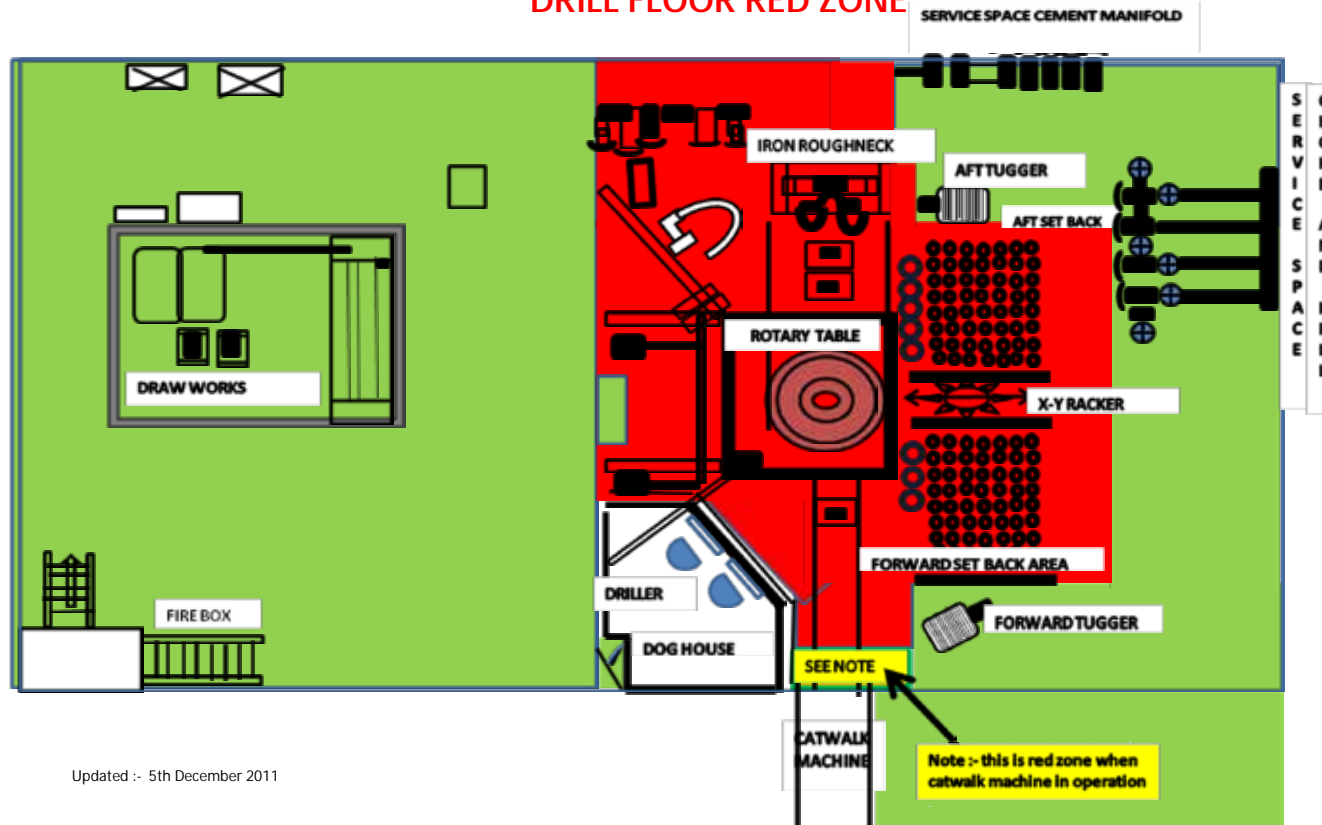 DRILL FLOOR RED ZONE
SERVICE SPACE CEMENT MANIFOLD
IRON ROUGHNECK
AFT TUGGER
AFT SET BACK
SERVICE SPACE
ROTARY TABLE
DRAW WORKS
X-Y RACKER
FORWARD SET BACK AREA
DRILLER
FIRE BOX
FORWARD TUGGER
DOG HOUSE
SEE NOTE
CATWALK
MACHINE
Note :- this is red zone when
catwalk machine in operation
Updated :- 5th December 2011